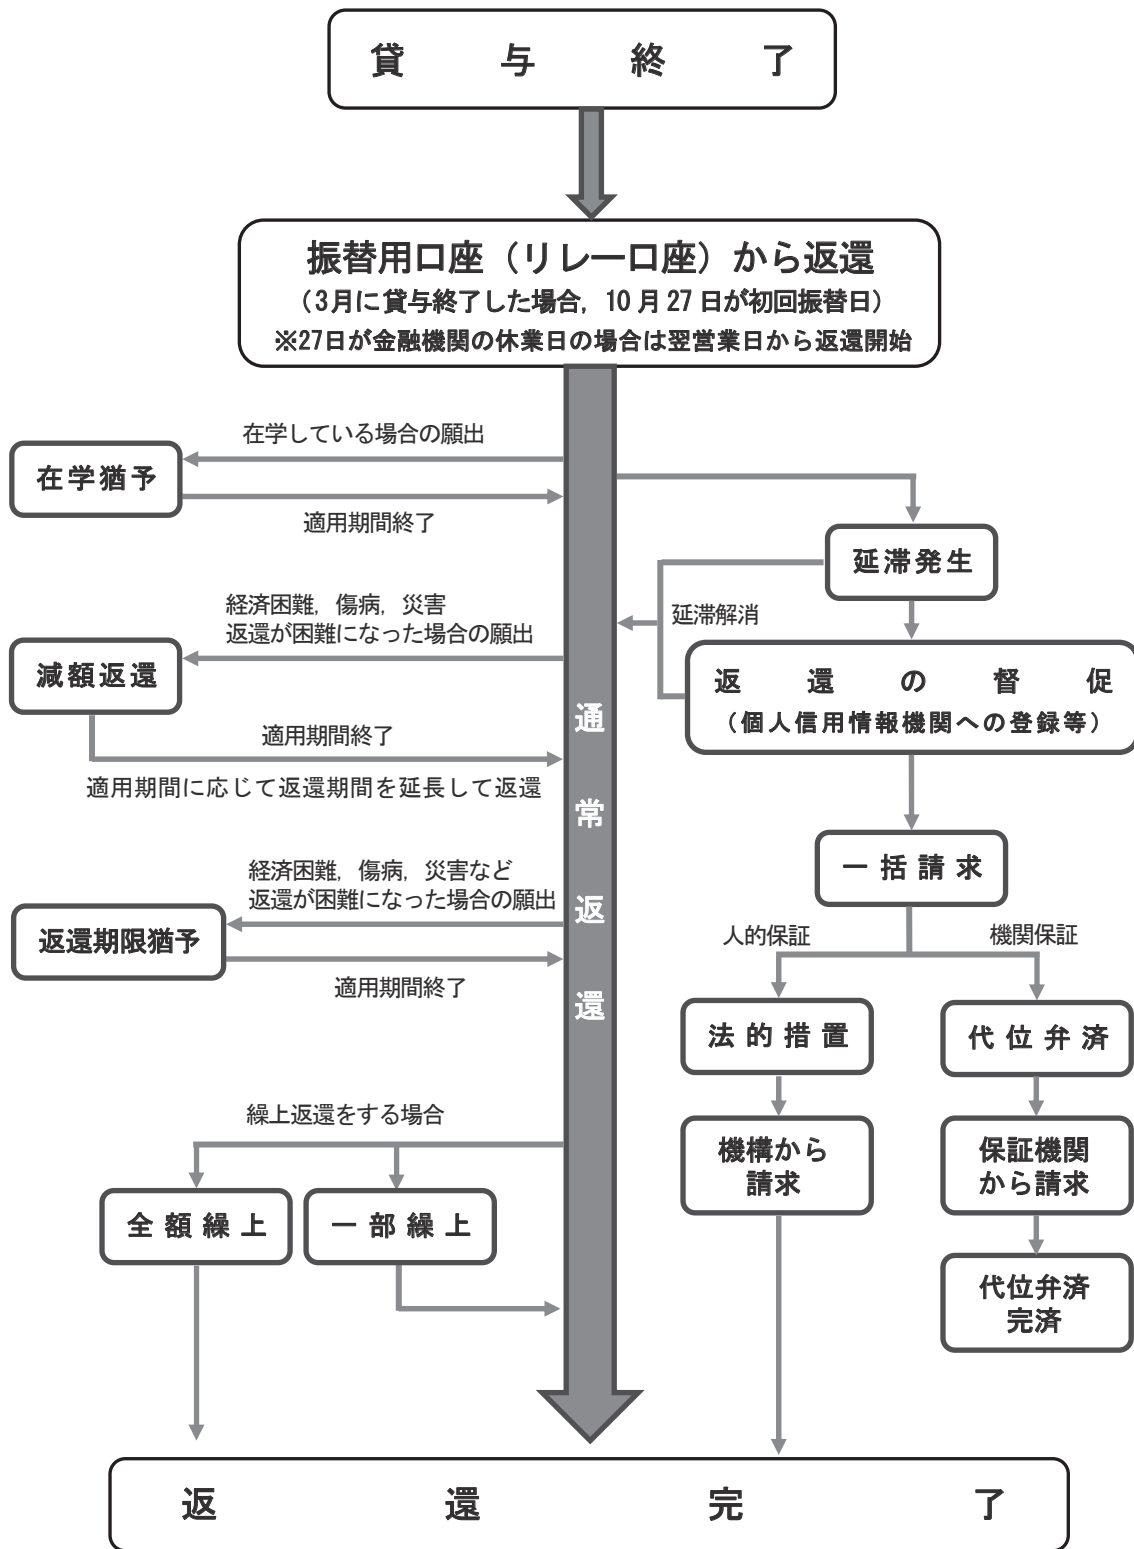 貸与終了
振替用口座（リレー口座）から返還
（3月に貸与終了した場合，10月27日が初回振替日）
※27日が金融機関の休業日の場合は翌営業日から返還開始
在学している場合の願出
在学猶予
適用期間終了
経済困難，傷病，災害
返還が困難になった場合の願出
減額返還
適用期間終了
適用期間に応じて返還期間を延長して返還
経済困難，傷病，災害など
返還が困難になった場合の願出
返還期限猶予
適用期間終了
繰上返還をする場合
全額繰上
一部繰上
通常返還
延滞発生
延滞解消
返還の督促
（個人信用情報機関への登録等）
一括請求
人的保証
機関保証
法的措置
代位弁済
機構から
請求
保証機関
から請求
代位弁済
完済
返還完了